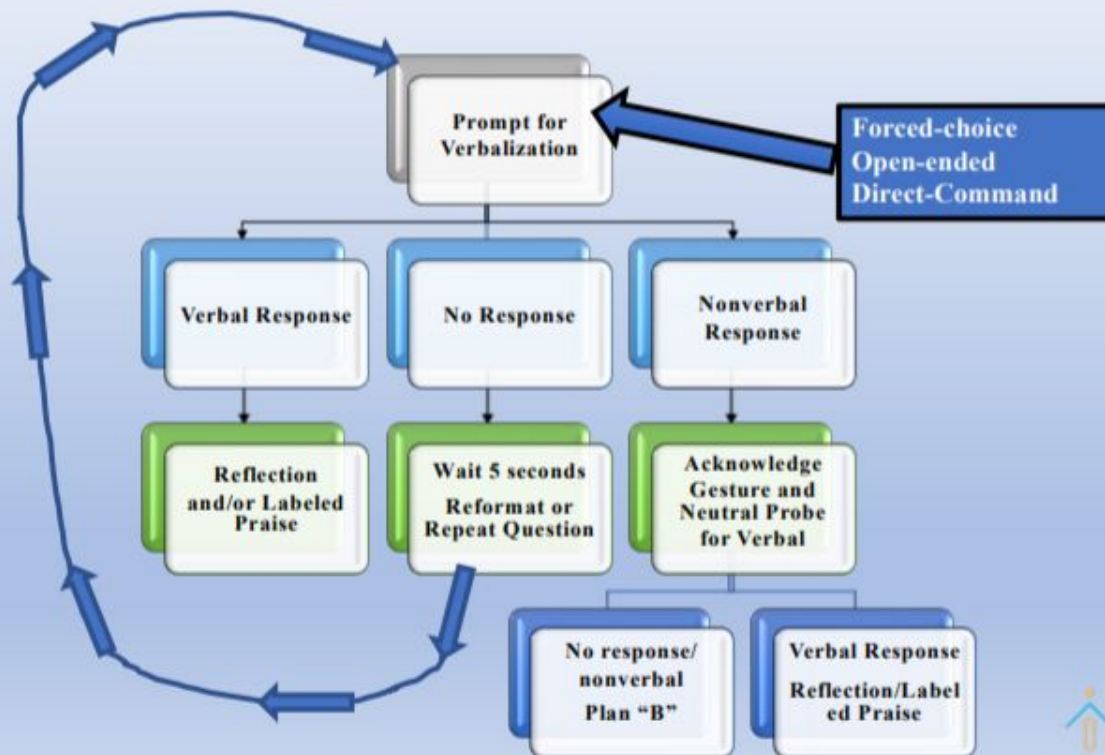 Prompt for
Verbalization
Forced-choice
Open-ended
Direct-Command
Verbal Response
No Response
Nonverbal
Response
Reflection
and/or Labeled
Praise
Wait 5 seconds
Reformat or
Repeat Question
Acknowledge
Gesture and
Neutral Probe
for Verbal
No response/
nonverbal
Plan “B”
Verbal Response
Reflection/Label
ed Praise